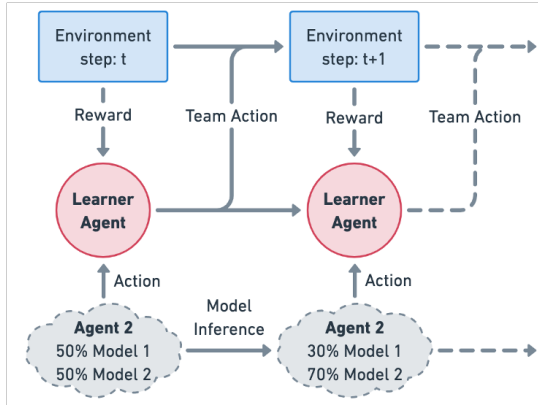 Environment
step: t
Environment
step: t+1
Reward
Team Action
Reward
Team Action
Learner
Agent
Learner
Agent
Action
Action
Model
Inference
Agent 2
50% Model 1
50% Model 2
Agent 2
30% Model 1
70% Model 2